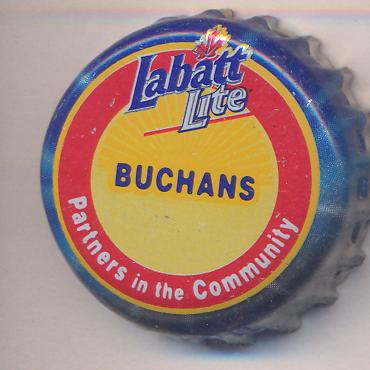 Labatt
Lite
BUCHANS
Partners in the Community